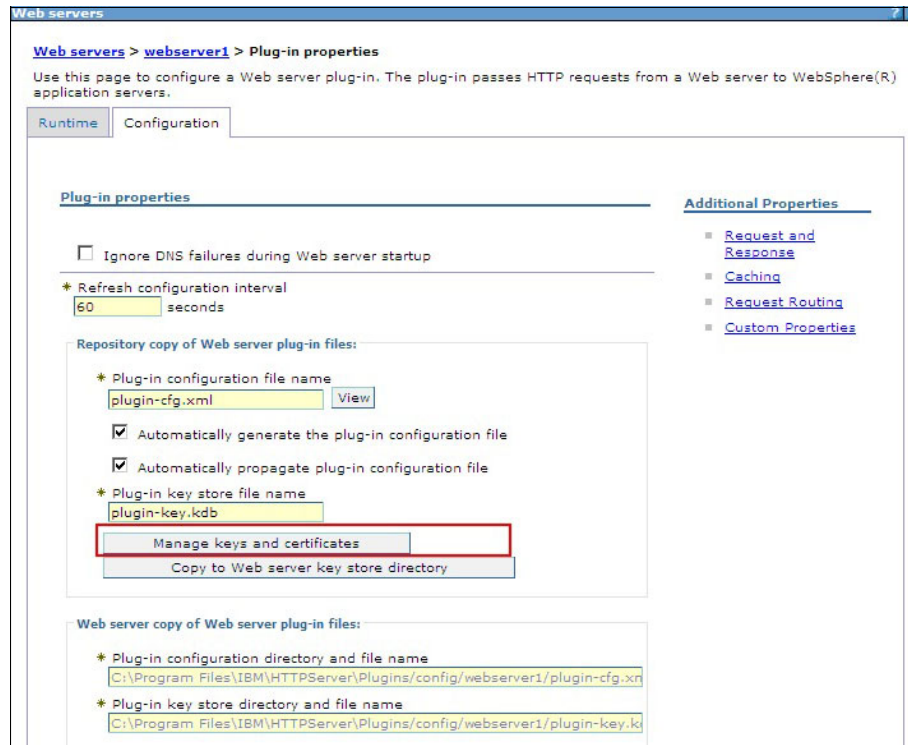 Web servers ?
Web servers > webserver1 > Plug-in properties
Use this page to configure a Web server plug-in. The plug-in passes HTTP requests from a Web server to WebSphere(R)
application servers.
Runtime Configuration
Plug-in properties
Ignore DNS failures during Web server startup
* Refresh configuration interval
60 seconds
Repository copy of Web server plug-in files:
* Plug-in configuration file name
plugin-cfg.xml View
Automatically generate the plug-in configuration file
Automatically propagate plug-in configuration file
* Plug-in key store file name
plugin-key.kdb
Manage keys and certificates
Copy to Web server key store directory
Web server copy of Web server plug-in files:
* Plug-in configuration directory and file name
C:\Program Files\IBM\HTTPServer\Plugins/config/webserver1/plugin-cfg.xm
* Plug-in key store directory and file name
C:\Program Files\IBM\HTTPServer\Plugins/config/webserver1/plugin-key.k
Additional Properties
Request and
Response
Caching
Request Routing
Custom Properties